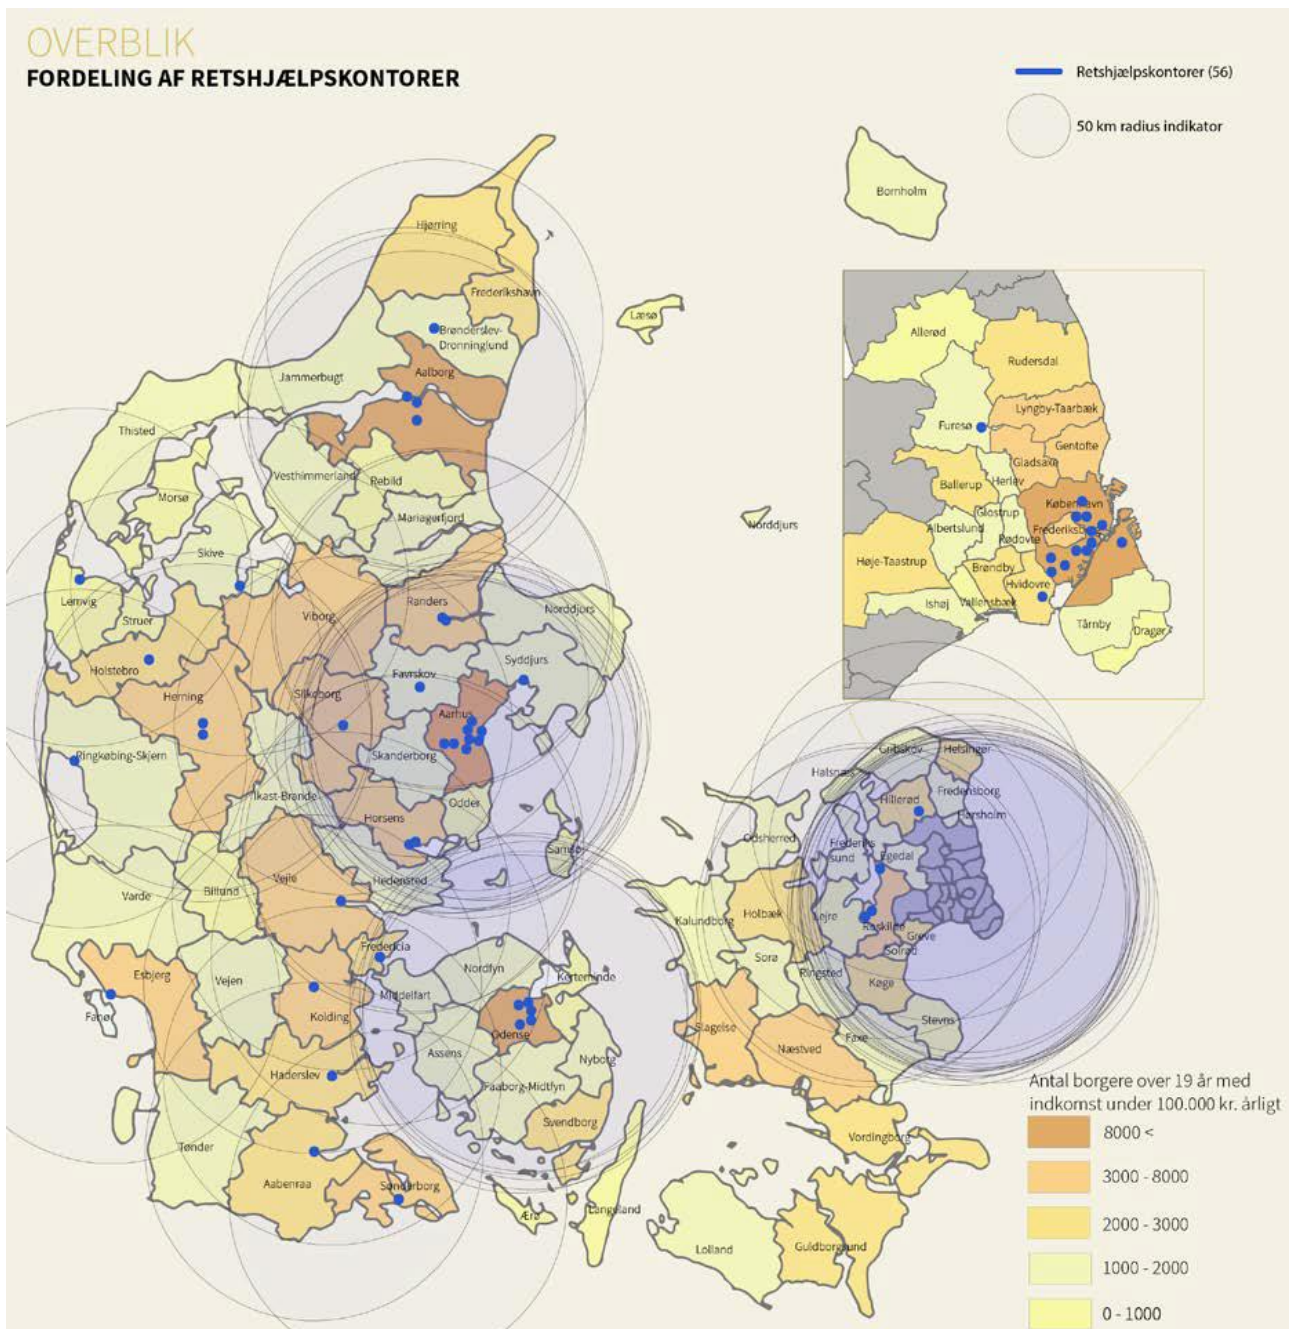 OVERBLIK
FORDELING AF RETSHJÆLPSKONTORER
Retshjælpskontorer (56)
50 km radius indikator
Bornholm
Hjørring
Frederikshavn
Læsø
Brønderslev-
Dronninglund
Aalborg
Jammerbugt
Thisted
Vesthimmerland
Rebild
Morsø
Mariagerfjord
Norddjurs
Skive
Lemvig
Struer
Viborg
Randers
Norddjurs
Holstebro
Favrskov
Syddjurs
Herning
Silkeborg
Aarhus
Ringkøbing-Skjern
Skanderborg
Ikast-Brande
Odder
Horsens
Samsø
Hedensted
Vejle
Billund
Varde
Fredericia
Esbjerg
Vejen
Nordfyn
Kerteminde
Middelfart
Fanø
Kolding
Odense
Assens
Nyborg
Haderslev
Faaborg-Midtfyn
Svendborg
Tønder
Aabenraa
Sønderborg
Ærø
Langeland
Allerød
Rudersdal
Lyngby-Taarbæk
Furesø
Gentofte
Gladsaxe
Ballerup
Herlev
København
Glostrup
Albertslund
Frederiksb
Rødovre
Høje-Taastrup
Brøndby
Hvidovre
Ishøj
Vallensbæk
Tårnby
Dragør
Gribskov
Helsingør
Halsnæs
Fredensborg
Hillerød
Hørsholm
Odsherred
Frederiks
sund
Egedal
Kalundborg
Holbæk
Lejre
Roskilde
Greve
Solrød
Sorø
Ringsted
Køge
Slagelse
Stevns
Næstved
Faxe
Vordingborg
Lolland
Guldborgsund
Antal borgere over 19 år med
indkomst under 100.000 kr. årligt
8000 <
3000 - 8000
2000 - 3000
1000 - 2000
0 - 1000